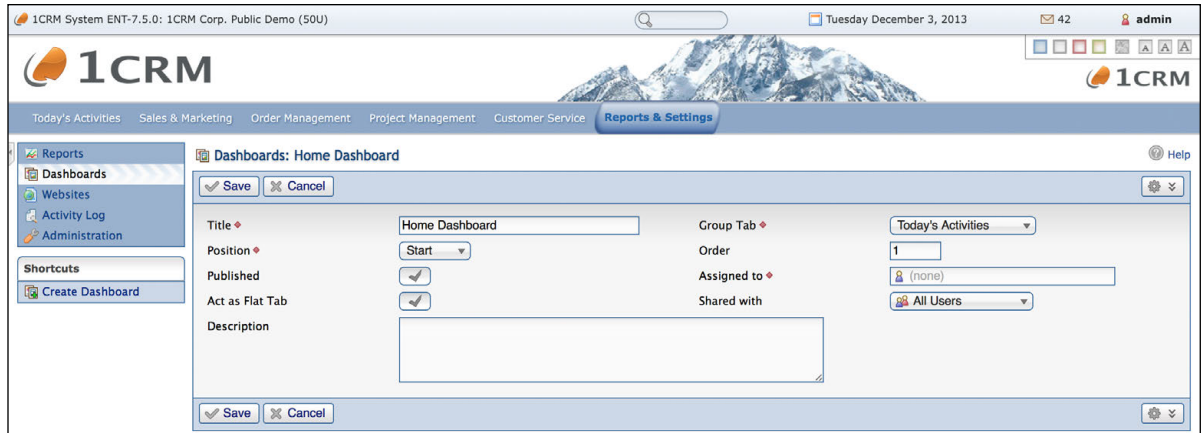 1CRM System ENT-7.5.0: 1CRM Corp. Public Demo (50U) Tuesday December 3, 2013 42 admin
1CRM A A A
1CRM
Today's Activities Sales & Marketing Order Management Project Management Customer Service Reports & Settings
Reports Dashboards: Home Dashboard Help
Dashboards
Websites Save Cancel
Activity Log
Administration
Title Home Dashboard Group Tab Today's Activities
Position Start Order 1
Shortcuts
Published Assigned to (none)
Create Dashboard
Act as Flat Tab Shared with All Users
Description
Save Cancel